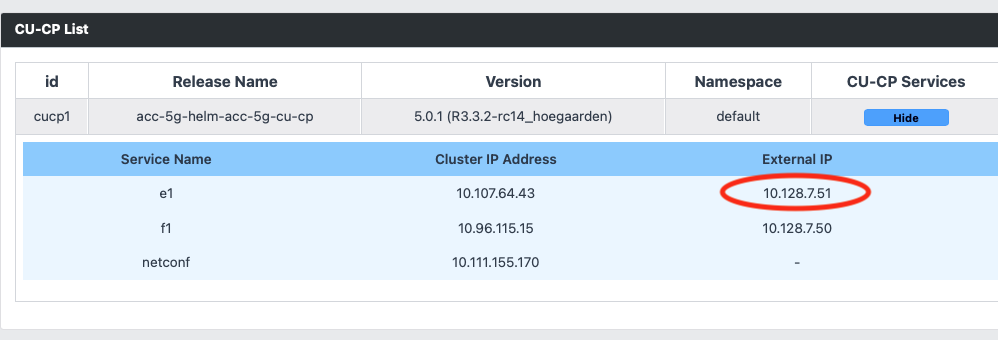 CU-CP List
id Release Name Version Namespace CU-CP Services
cucp1 acc-5g-helm-acc-5g-cu-cp 5.0.1 (R3.3.2-rc14_hoegaarden) default Hide
Service Name Cluster IP Address External IP
e1 10.107.64.43 10.128.7.51
f1 10.96.115.15 10.128.7.50
netconf 10.111.155.170 -